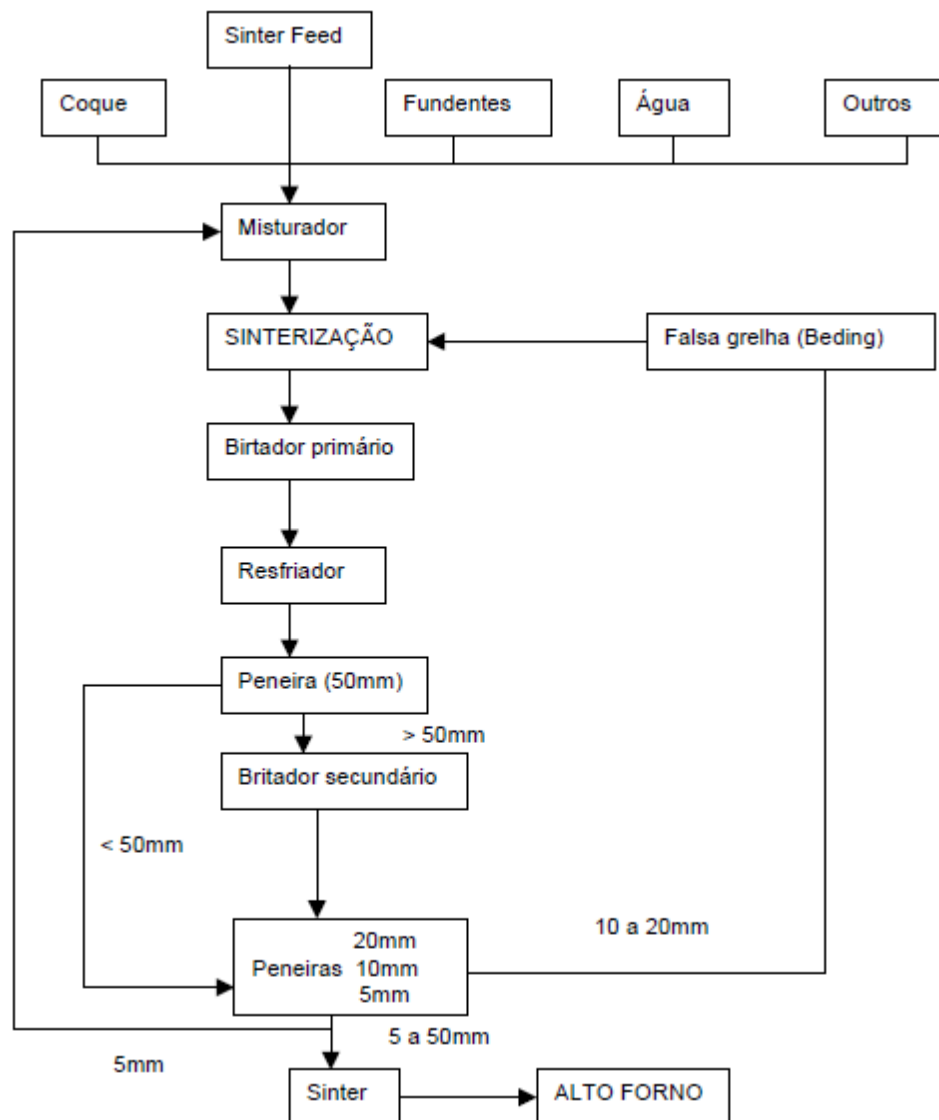 Sinter Feed
Coque
Fundentes
Água
Outros
Misturador
SINTERIZAÇÃO
Falsa grelha (Beding)
Birtador primário
Resfriador
Peneira (50mm)
> 50mm
Britador secundário
< 50mm
10 a 20mm
20mm
Peneiras 10mm
5mm
5 a 50mm
5mm
Sinter
ALTO FORNO